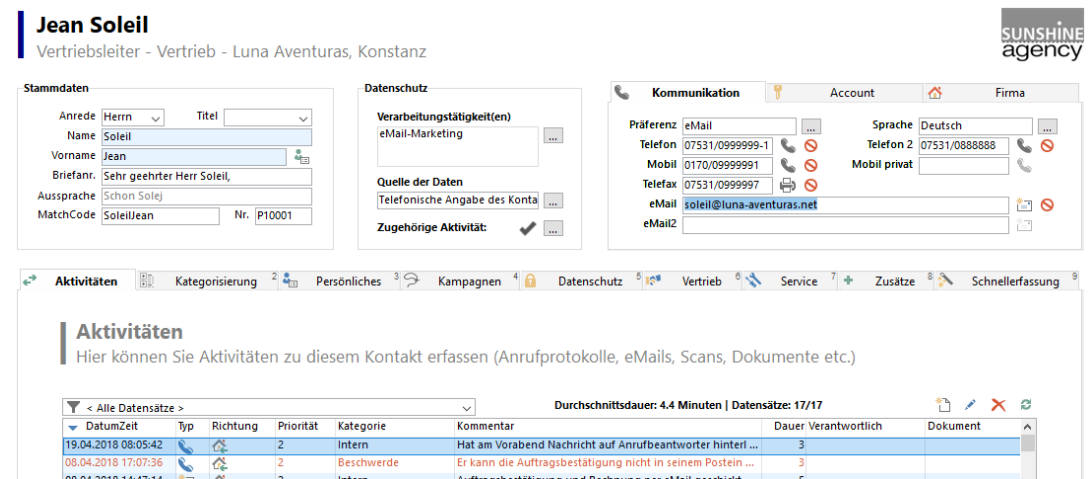 Jean Soleil
Vertriebsleiter - Vertrieb - Luna Aventuras, Konstanz
SUNSHINE
agency
Stammdaten
Anrede Herrn Titel
Name Soleil
Vorname Jean
Briefanr. Sehr geehrter Herr Soleil,
Aussprache Schon Solej
MatchCode SoleilJean Nr. P10001
Datenschutz
Verarbeitungstätigkeit(en)
eMail-Marketing ...
Quelle der Daten
Telefonische Angabe des Konta ...
Zugehörige Aktivität: ...
Kommunikation Account Firma
Präferenz eMail ... Sprache Deutsch ...
Telefon 07531/0999999-1 Telefon 2 07531/0888888
Mobil 0170/09999991 Mobil privat
Telefax 07531/0999997
eMail soleil@luna-aventuras.net
eMail2
Aktivitäten Kategorisierung 2 Persönliches 3 Kampagnen 4 Datenschutz 5 Vertrieb 6 Service 7 Zusätze 8 Schnellerfassung 9
Aktivitäten
Hier können Sie Aktivitäten zu diesem Kontakt erfassen (Anrufprotokolle, eMails, Scans, Dokumente etc.)
< Alle Datensätze > Durchschnittsdauer: 4.4 Minuten | Datensätze: 17/17
DatumZeit Typ Richtung Priorität Kategorie Kommentar Dauer Verantwortlich Dokument
19.04.2018 08:05:42 2 Intern Hat am Vorabend Nachricht auf Anrufbeantworter hinterl ... 3
08.04.2018 17:07:36 2 Beschwerde Er kann die Auftragsbestätigung nicht in seinem Postein ... 3